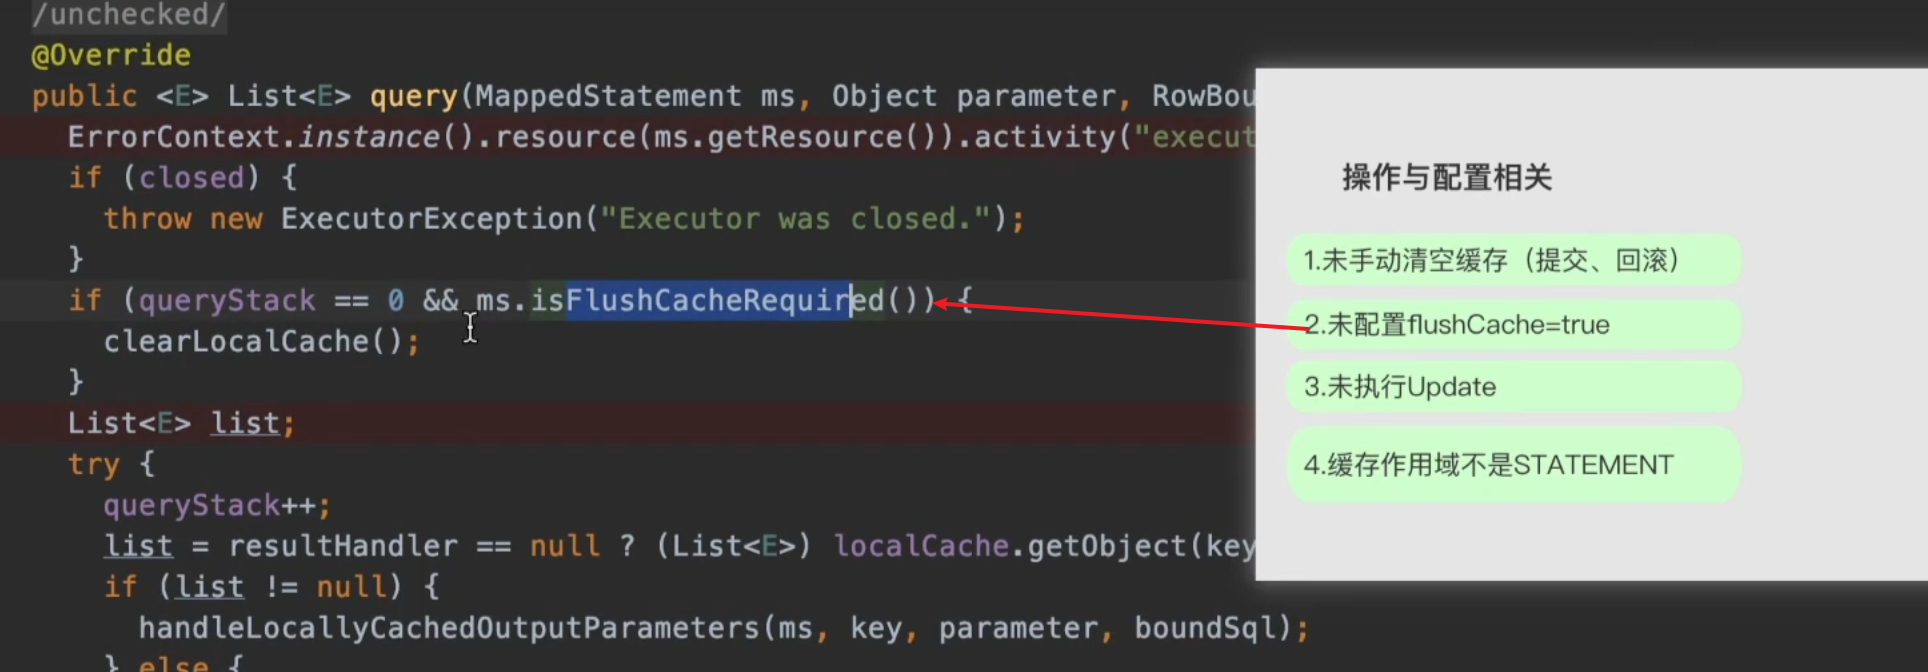 /unchecked/
@Override
public <E> List<E> query(MappedStatement ms, Object parameter, RowBou
ErrorContext.instance().resource(ms.getResource()).activity("execut
if (closed) {
throw new ExecutorException("Executor was closed.");
}
if (queryStack == 0 && ms.isFlushCacheRequired()) {
clearLocalCache();
}
List<E> list;
try {
queryStack++;
list = resultHandler == null ? (List<E>) localCache.getObject(key
if (list != null) {
handleLocallyCachedOutputParameters(ms, key, parameter, boundSql);
} else {
操作与配置相关
1.未手动清空缓存（提交、回滚）
2.未配置flushCache=true
3.未执行Update
4.缓存作用域不是STATEMENT